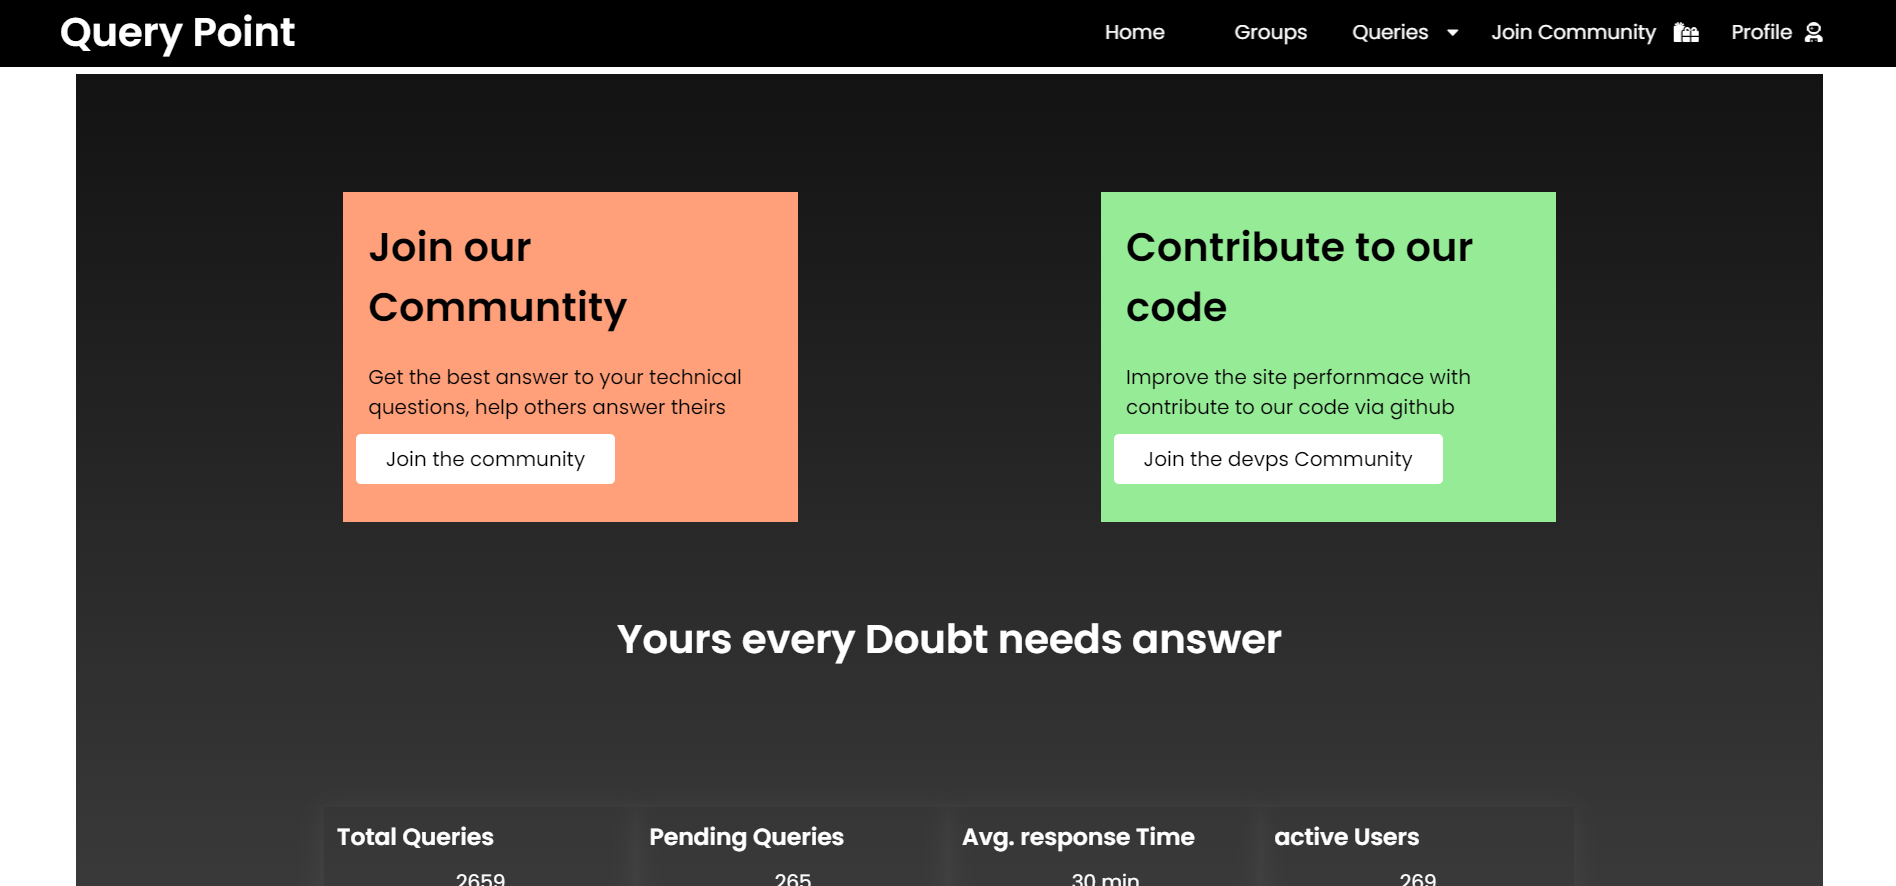 Query Point
Home Groups Queries Join Community Profile
Join our
Communtity
Get the best answer to your technical
questions, help others answer theirs
Join the community
Contribute to our
code
Improve the site perfornmace with
contribute to our code via github
Join the devps Community
Yours every Doubt needs answer
Total Queries
2659
Pending Queries
265
Avg. response Time
30 min
active Users
269